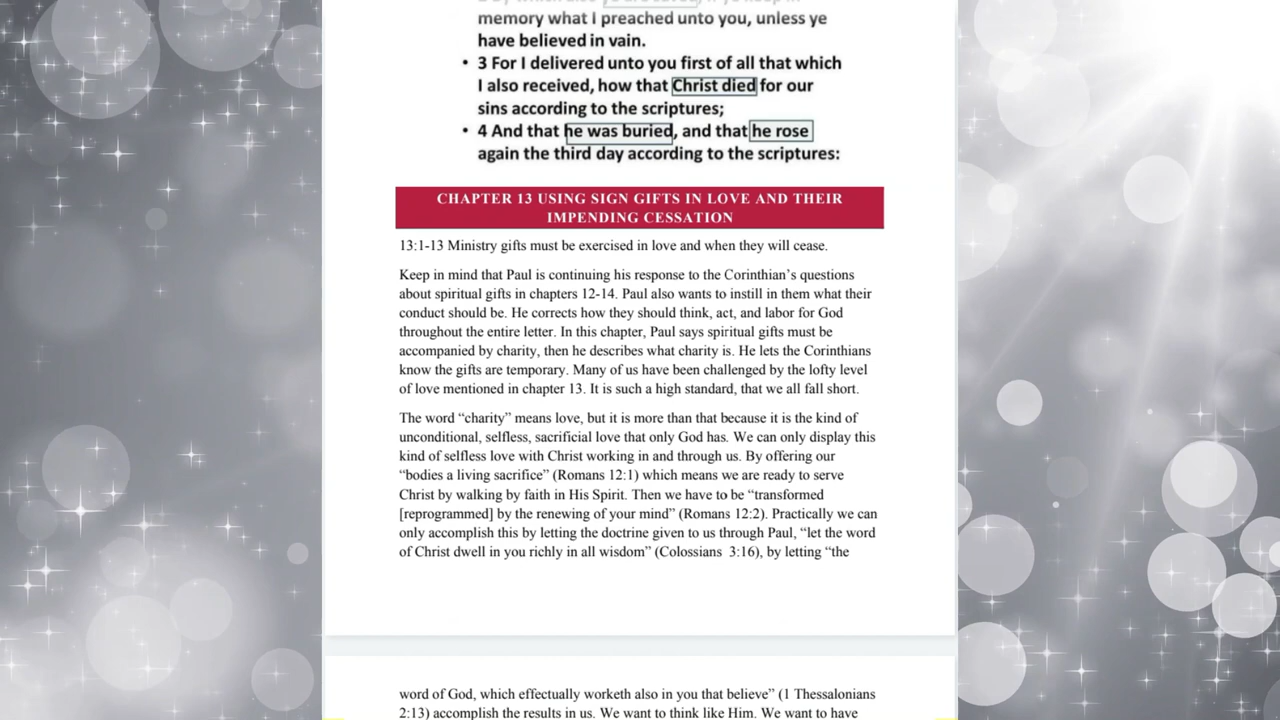 memory what I preached unto you, unless ye
have believed in vain.
• 3 For I delivered unto you first of all that which
I also received, how that Christ died for our
sins according to the scriptures;
• 4 And that he was buried, and that he rose
again the third day according to the scriptures:
CHAPTER 13 USING SIGN GIFTS IN LOVE AND THEIR
IMPENDING CESSATION
13:1-13 Ministry gifts must be exercised in love and when they will cease.
Keep in mind that Paul is continuing his response to the Corinthian’s questions
about spiritual gifts in chapters 12-14. Paul also wants to instill in them what their
conduct should be. He corrects how they should think, act, and labor for God
throughout the entire letter. In this chapter, Paul says spiritual gifts must be
accompanied by charity, then he describes what charity is. He lets the Corinthians
know the gifts are temporary. Many of us have been challenged by the lofty level
of love mentioned in chapter 13. It is such a high standard, that we all fall short.
The word “charity” means love, but it is more than that because it is the kind of
unconditional, selfless, sacrificial love that only God has. We can only display this
kind of selfless love with Christ working in and through us. By offering our
“bodies a living sacrifice” (Romans 12:1) which means we are ready to serve
Christ by walking by faith in His Spirit. Then we have to be “transformed
[reprogrammed] by the renewing of your mind” (Romans 12:2). Practically we can
only accomplish this by letting the doctrine given to us through Paul, “let the word
of Christ dwell in you richly in all wisdom” (Colossians 3:16), by letting “the
word of God, which effectually worketh also in you that believe” (1 Thessalonians
2:13) accomplish the results in us. We want to think like Him. We want to have